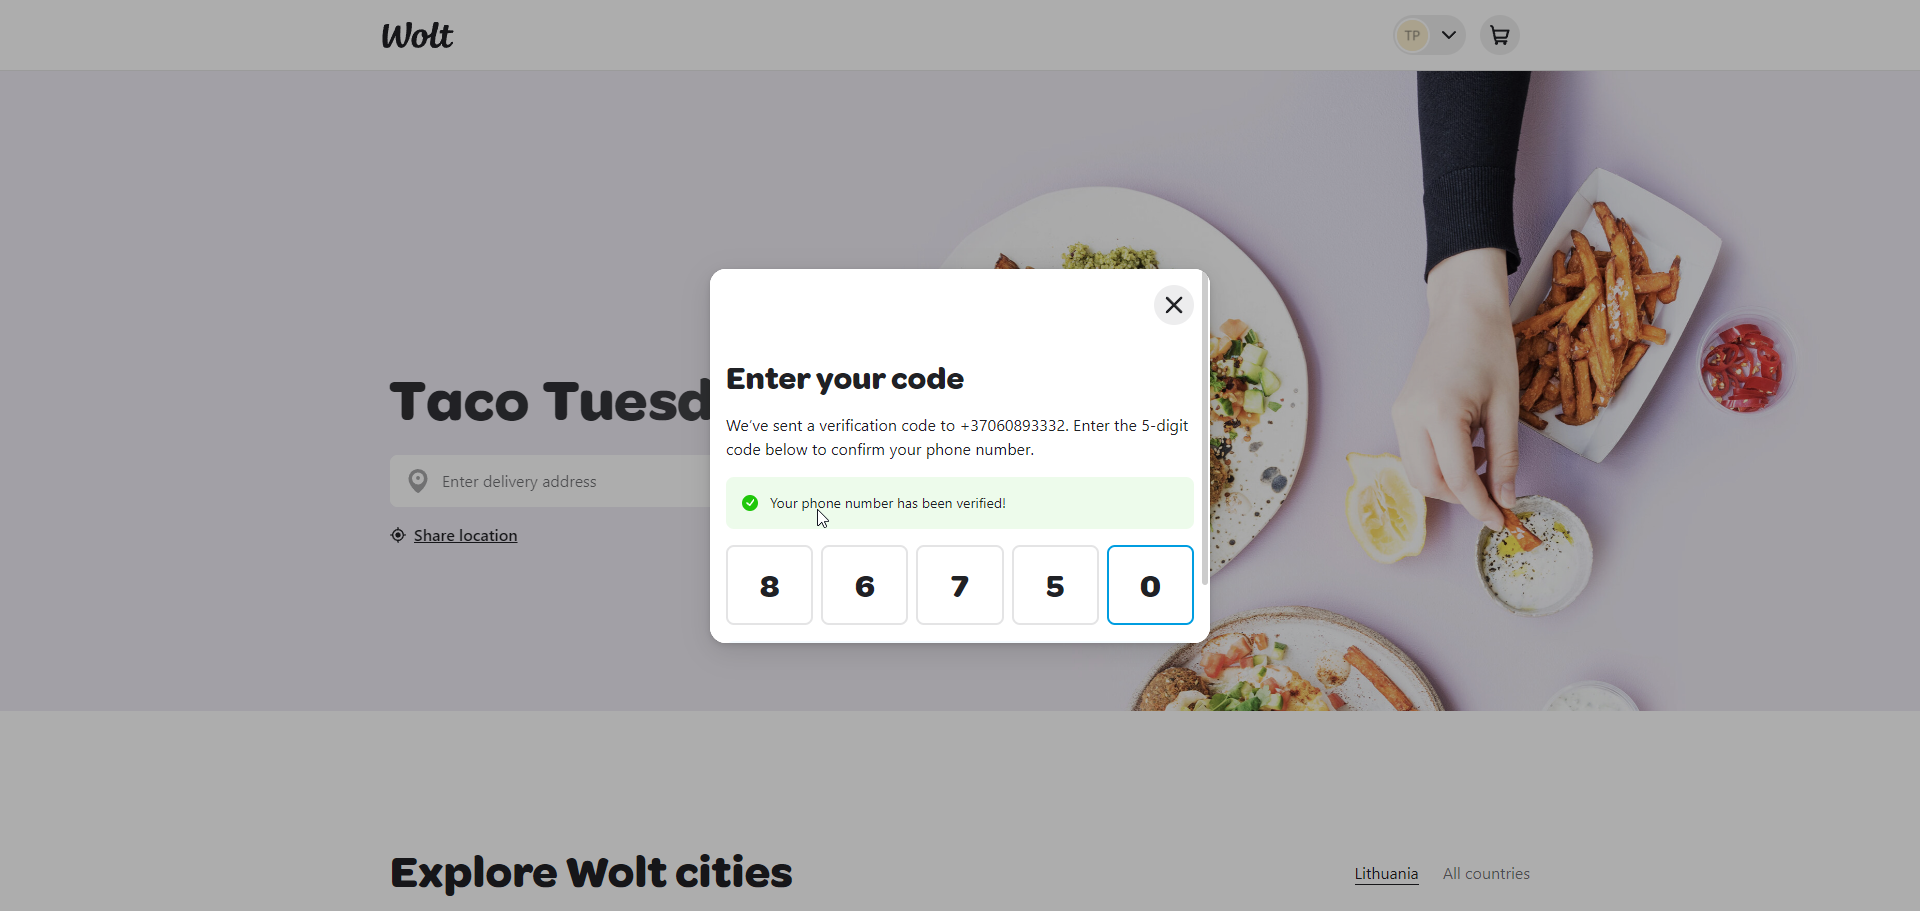 Wolt
TP
Taco Tuesd
Enter delivery address
Share location
Enter your code
We've sent a verification code to +37060893332. Enter the 5-digit
code below to confirm your phone number.
Your phone number has been verified!
8 6 7 5 0
Explore Wolt cities
Lithuania All countries